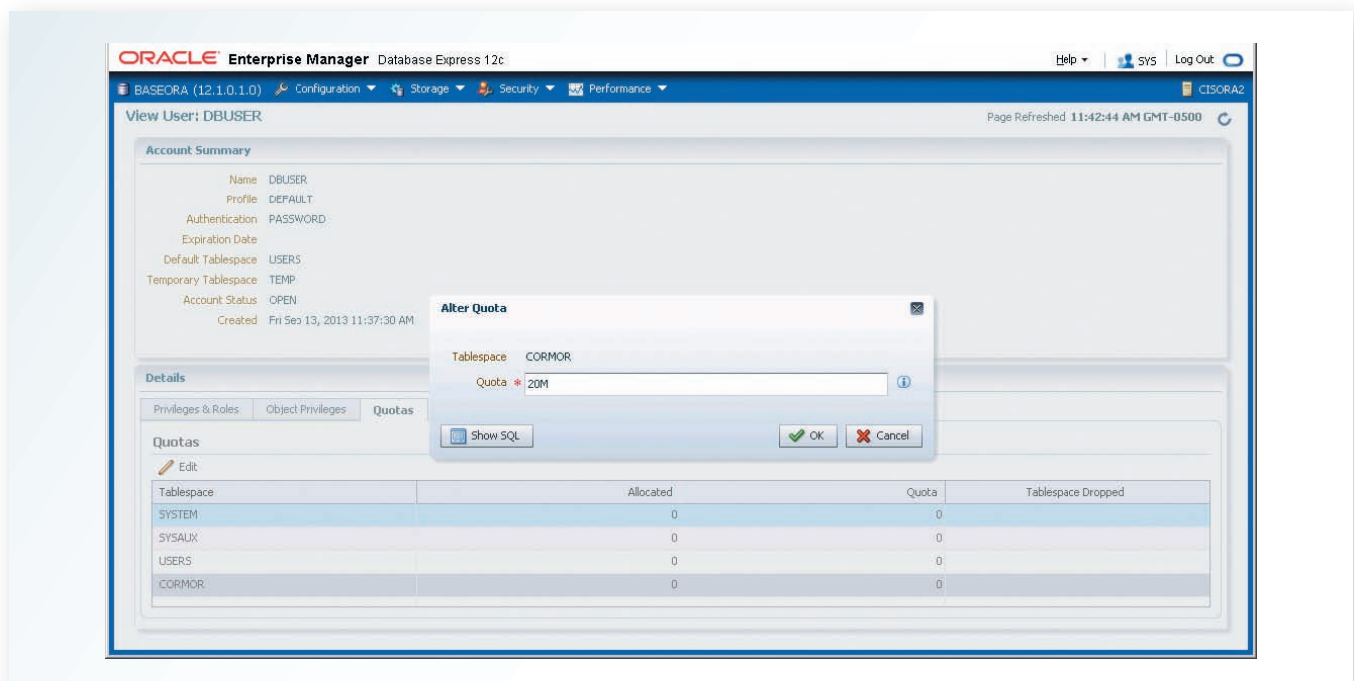 ORACLE Enterprise Manager Database Express 12c Help SYS Log Out
BASEORA (12.1.0.1.0) Configuration Storage Security Performance CISORA2
View User: DBUSER Page Refreshed 11:42:44 AM GMT-0500
Account Summary
Name DBUSER
Profile DEFAULT
Authentication PASSWORD
Expiration Date
Default Tablespace USERS
Temporary Tablespace TEMP
Account Status OPEN
Created Fri Sep 13, 2013 11:37:30 AM
Alter Quota
Tablespace CORMOR
Quota * 20M
Show SQL OK Cancel
Details
Privileges & Roles Object Privileges Quotas
Quotas
Edit
Tablespace Allocated Quota Tablespace Dropped
SYSTEM 0 0
SYSAUX 0 0
USERS 0 0
CORMOR 0 0